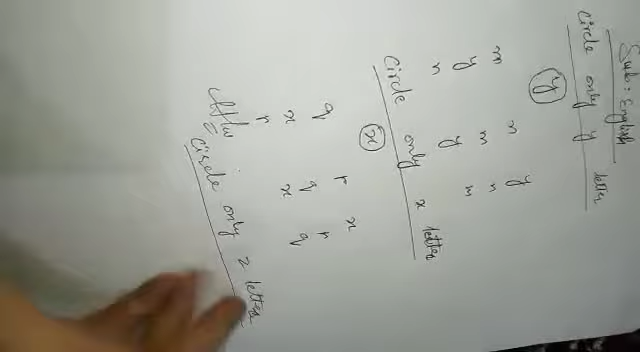 Sub: English
Circle only y letter
y
m n y
y m n
n y m
Circle only x letter
x
q r x
x q r
r x q
circle only z letter